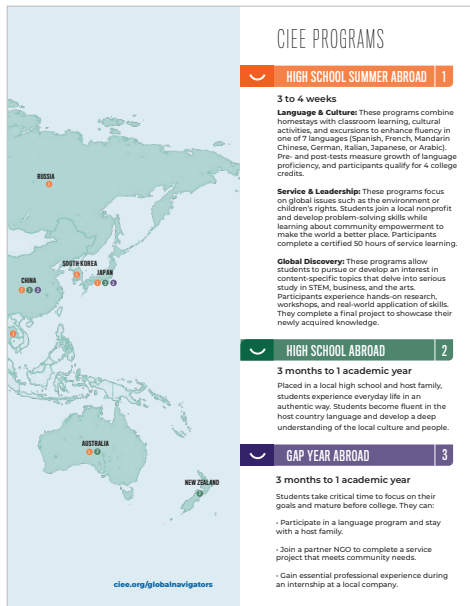 CIEE PROGRAMS
HIGH SCHOOL SUMMER ABROAD 1
3 to 4 weeks
Language & Culture: These programs combine
homestays with classroom learning, cultural
activities, and excursions to enhance fluency in
one of 7 languages (Spanish, French, Mandarin
Chinese, German, Italian, Japanese, or Arabic).
Pre- and post-tests measure growth of language
proficiency, and participants qualify for 4 college
credits.
Service & Leadership: These programs focus
on global issues such as the environment or
children's rights. Students join a local nonprofit
and develop problem-solving skills while
learning about community empowerment to
make the world a better place. Participants
complete a certified 50 hours of service learning.
Global Discovery: These programs allow
students to pursue or develop an interest in
content-specific topics that delve into serious
study in STEM, business, and the arts.
Participants experience hands-on research,
workshops, and real-world application of skills.
They complete a final project to showcase their
newly acquired knowledge.
HIGH SCHOOL ABROAD 2
3 months to 1 academic year
Placed in a local high school and host family,
students experience everyday life in an
authentic way. Students become fluent in the
host country language and develop a deep
understanding of the local culture and people.
GAP YEAR ABROAD 3
3 months to 1 academic year
Students take critical time to focus on their
goals and mature before college. They can:
• Participate in a language program and stay
with a host family.
• Join a partner NGO to complete a service
project that meets community needs.
• Gain essential professional experience during
an internship at a local company.
RUSSIA
1
SOUTH KOREA
1
JAPAN
1 2 3
CHINA
1 2 3
1
AUSTRALIA
1 2
NEW ZEALAND
2
ciee.org/globalnavigators